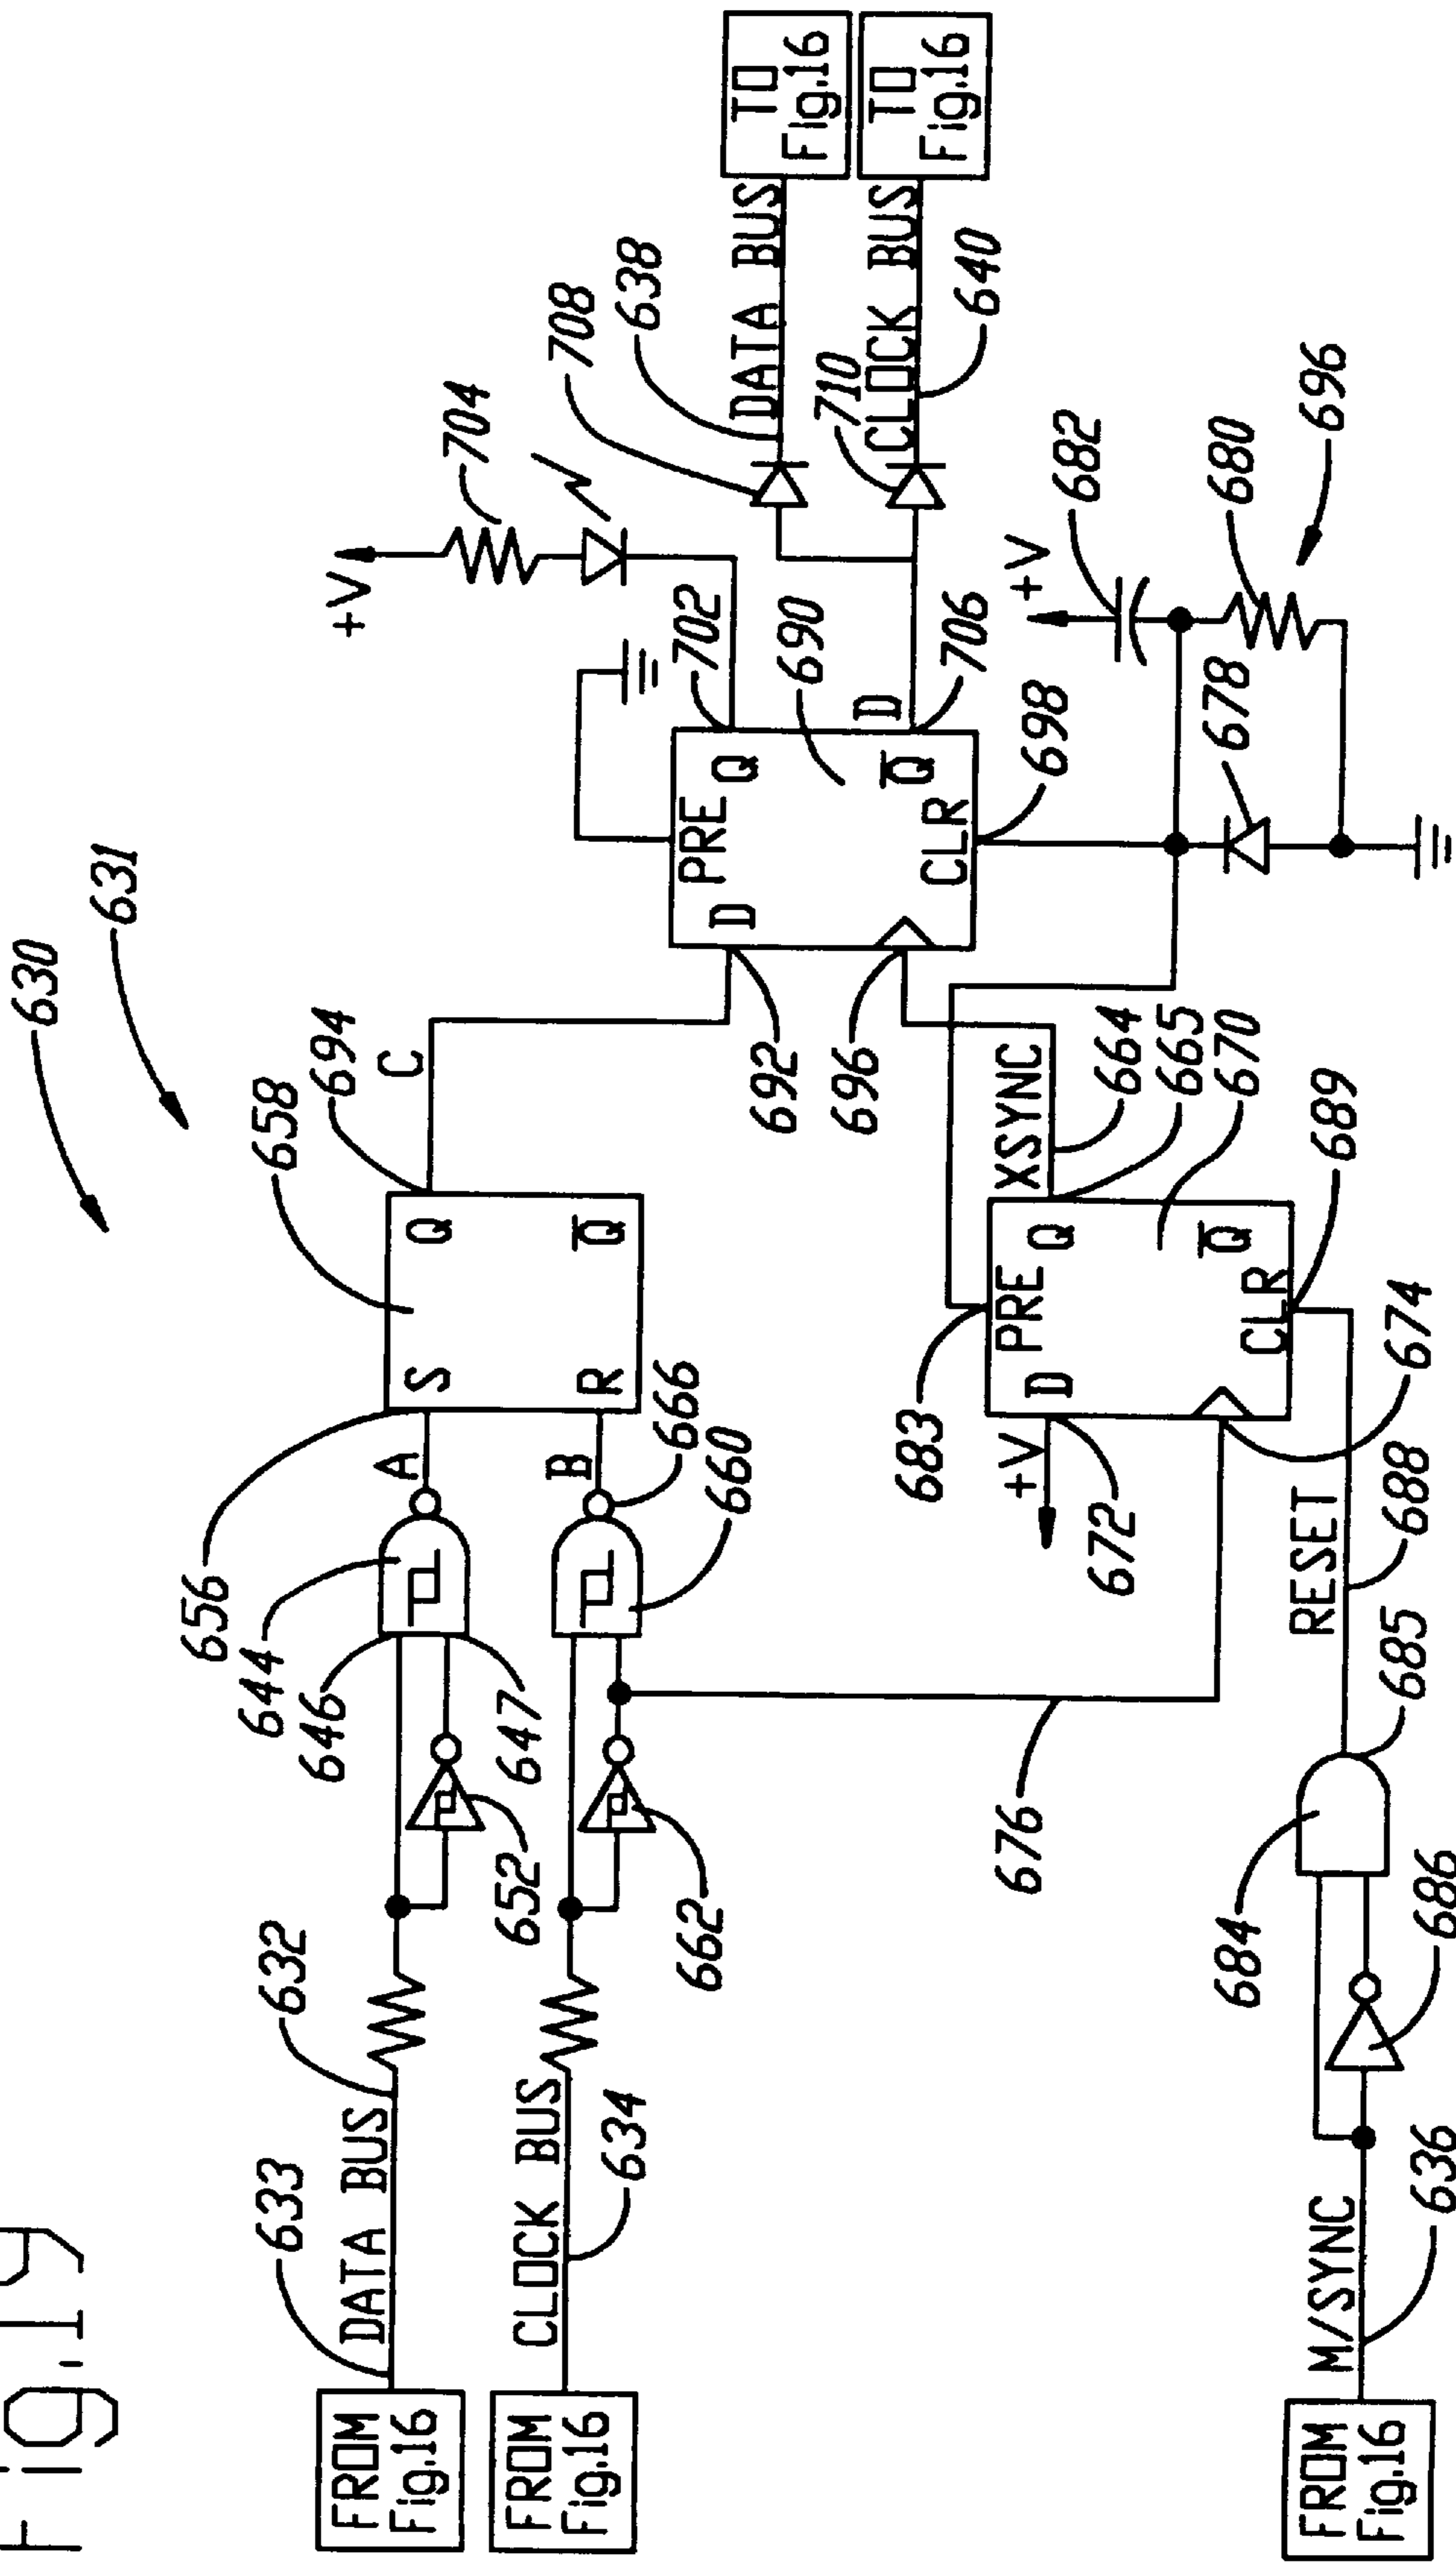 Fig.19
630
631
FROM
Fig.16
633
DATA BUS
632
646
644
656
652
647
A
S
Q
R
Q̅
658
694
C
FROM
Fig.16
CLOCK BUS
634
662
B
666
660
676
FROM
Fig.16
M/SYNC
636
686
684
685
RESET
688
674
672
+V
683
D
PRE
Q
Q̅
CLR
689
670
665
664
XSYNC
692
696
D
PRE
Q
Q̅
CLR
690
698
702
+V
704
D
706
708
710
DATA BUS
638
TO
Fig.16
CLOCK BUS
640
TO
Fig.16
+V
682
680
678
696